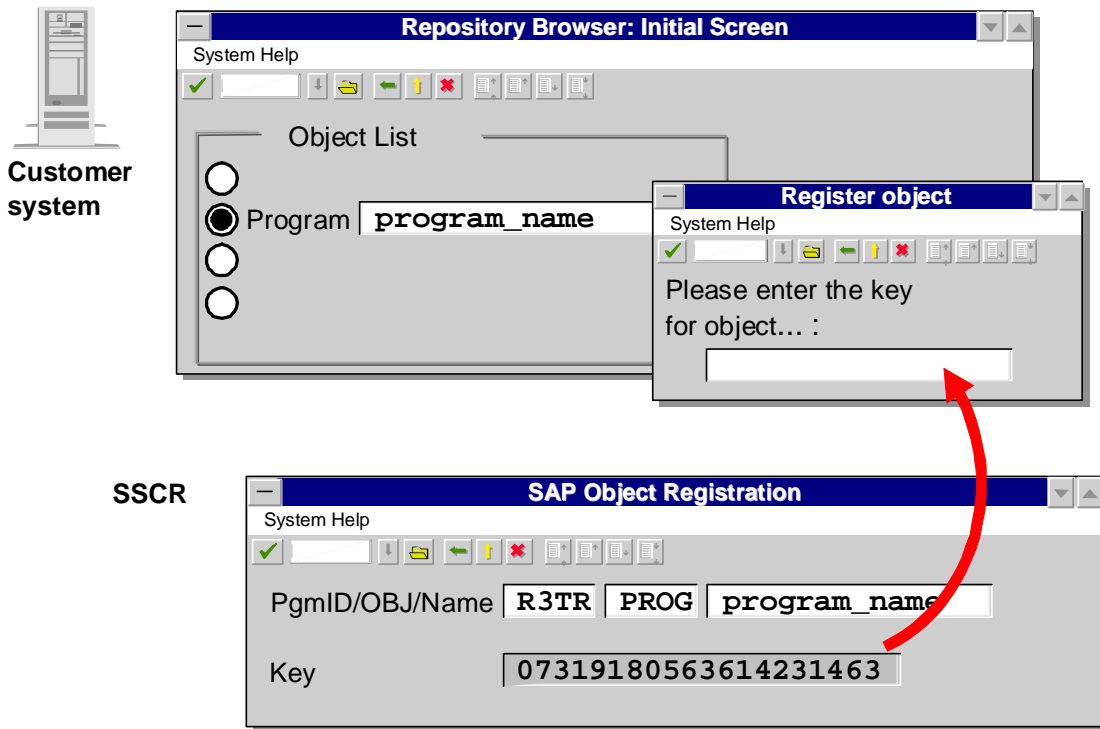 Repository Browser: Initial Screen
System Help
Object List
Customer
system
Program program_name
Register object
System Help
Please enter the key
for object... :
SSCR
SAP Object Registration
System Help
PgmID/OBJ/Name R3TR PROG program_name
Key 07319180563614231463